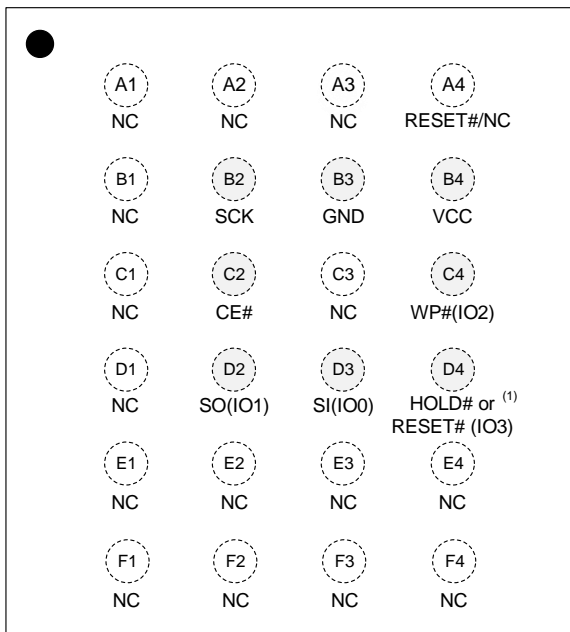 A1 A2 A3 A4
NC NC NC RESET#/NC
B1 B2 B3 B4
NC SCK GND VCC
C1 C2 C3 C4
NC CE# NC WP#(IO2)
D1 D2 D3 D4
NC SO(IO1) SI(IO0) HOLD# or (1)
RESET# (IO3)
E1 E2 E3 E4
NC NC NC NC
F1 F2 F3 F4
NC NC NC NC